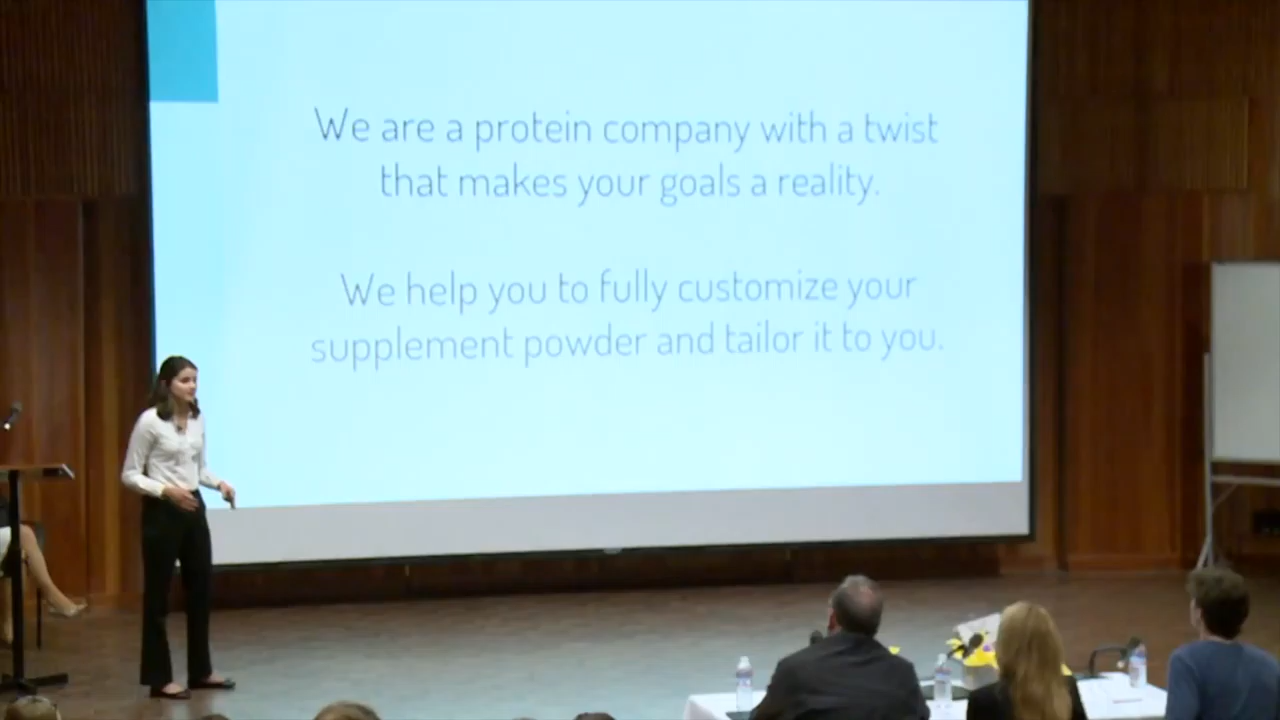 We are a protein company with a twist
that makes your goals a reality.
We help you to fully customize your
supplement powder and tailor it to you.